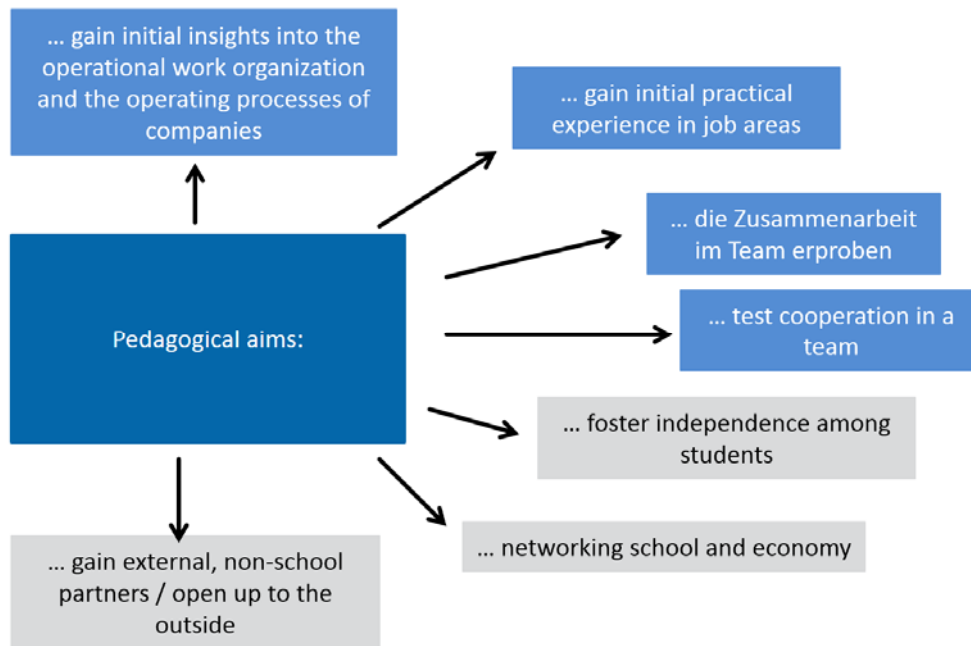 ... gain initial insights into the
operational work organization
and the operating processes of
companies
... gain initial practical
experience in job areas
... die Zusammenarbeit
im Team erproben
Pedagogical aims:
... test cooperation in a
team
... foster independence among
students
... networking school and economy
... gain external, non-school
partners / open up to the
outside